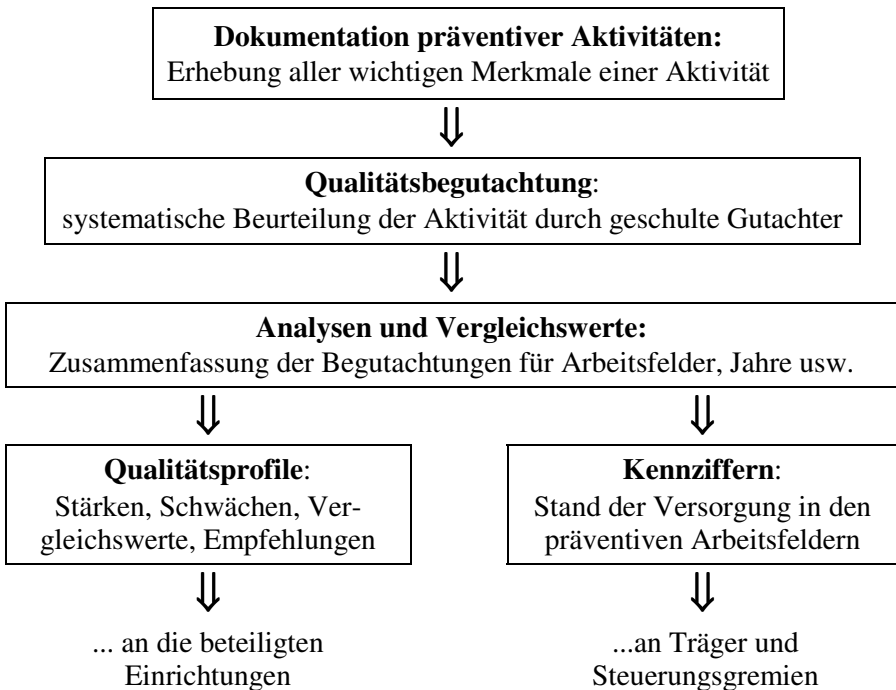 Dokumentation präventiver Aktivitäten:
Erhebung aller wichtigen Merkmale einer Aktivität
Qualitätsbegutachtung:
systematische Beurteilung der Aktivität durch geschulte Gutachter
Analysen und Vergleichswerte:
Zusammenfassung der Begutachtungen für Arbeitsfelder, Jahre usw.
Qualitätsprofile:
Stärken, Schwächen, Ver-
gleichswerte, Empfehlungen
... an die beteiligten
Einrichtungen
Kennziffern:
Stand der Versorgung in den
präventiven Arbeitsfeldern
...an Träger und
Steuerungsgremien